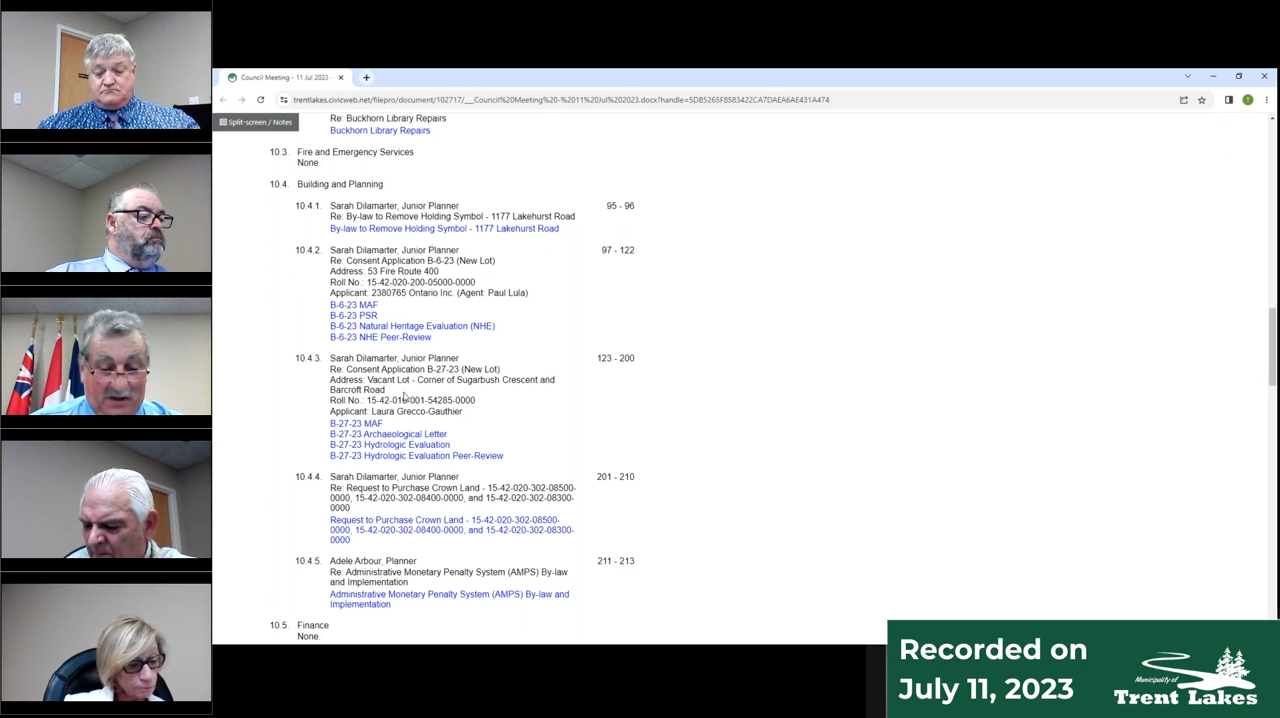 Council Meeting - 11 Jul 2023
trentlakes.civicweb.net/filepro/document/102717/___Council%20Meeting%20-%2011%20Jul%202023.docx?handle=5DB5265F8583422CA7DAEA6AE431A474
T
Split-screen / Notes
Re: Buckhorn Library Repairs
Buckhorn Library Repairs
10.3. Fire and Emergency Services
None.
10.4. Building and Planning
10.4.1. Sarah Dilamarter, Junior Planner 95 - 96
Re: By-law to Remove Holding Symbol - 1177 Lakehurst Road
By-law to Remove Holding Symbol - 1177 Lakehurst Road
10.4.2. Sarah Dilamarter, Junior Planner 97 - 122
Re: Consent Application B-6-23 (New Lot)
Address: 53 Fire Route 400
Roll No.: 15-42-020-200-05000-0000
Applicant: 2380765 Ontario Inc. (Agent: Paul Lula)
B-6-23 MAF
B-6-23 PSR
B-6-23 Natural Heritage Evaluation (NHE)
B-6-23 NHE Peer-Review
10.4.3. Sarah Dilamarter, Junior Planner 123 - 200
Re: Consent Application B-27-23 (New Lot)
Address: Vacant Lot - Corner of Sugarbush Crescent and
Barcroft Road
Roll No.: 15-42-010-001-54285-0000
Applicant: Laura Grecco-Gauthier
B-27-23 MAF
B-27-23 Archaeological Letter
B-27-23 Hydrologic Evaluation
B-27-23 Hydrologic Evaluation Peer-Review
10.4.4. Sarah Dilamarter, Junior Planner 201 - 210
Re: Request to Purchase Crown Land - 15-42-020-302-08500-
0000, 15-42-020-302-08400-0000, and 15-42-020-302-08300-
0000
Request to Purchase Crown Land - 15-42-020-302-08500-
0000, 15-42-020-302-08400-0000, and 15-42-020-302-08300-
0000
10.4.5. Adele Arbour, Planner 211 - 213
Re: Administrative Monetary Penalty System (AMPS) By-law
and Implementation
Administrative Monetary Penalty System (AMPS) By-law and
Implementation
10.5. Finance
None.
Recorded on
July 11, 2023
Municipality of
Trent Lakes